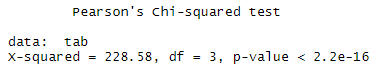 Pearson's Chi-squared test
data:  tab
X-squared = 228.58, df = 3, p-value < 2.2e-16